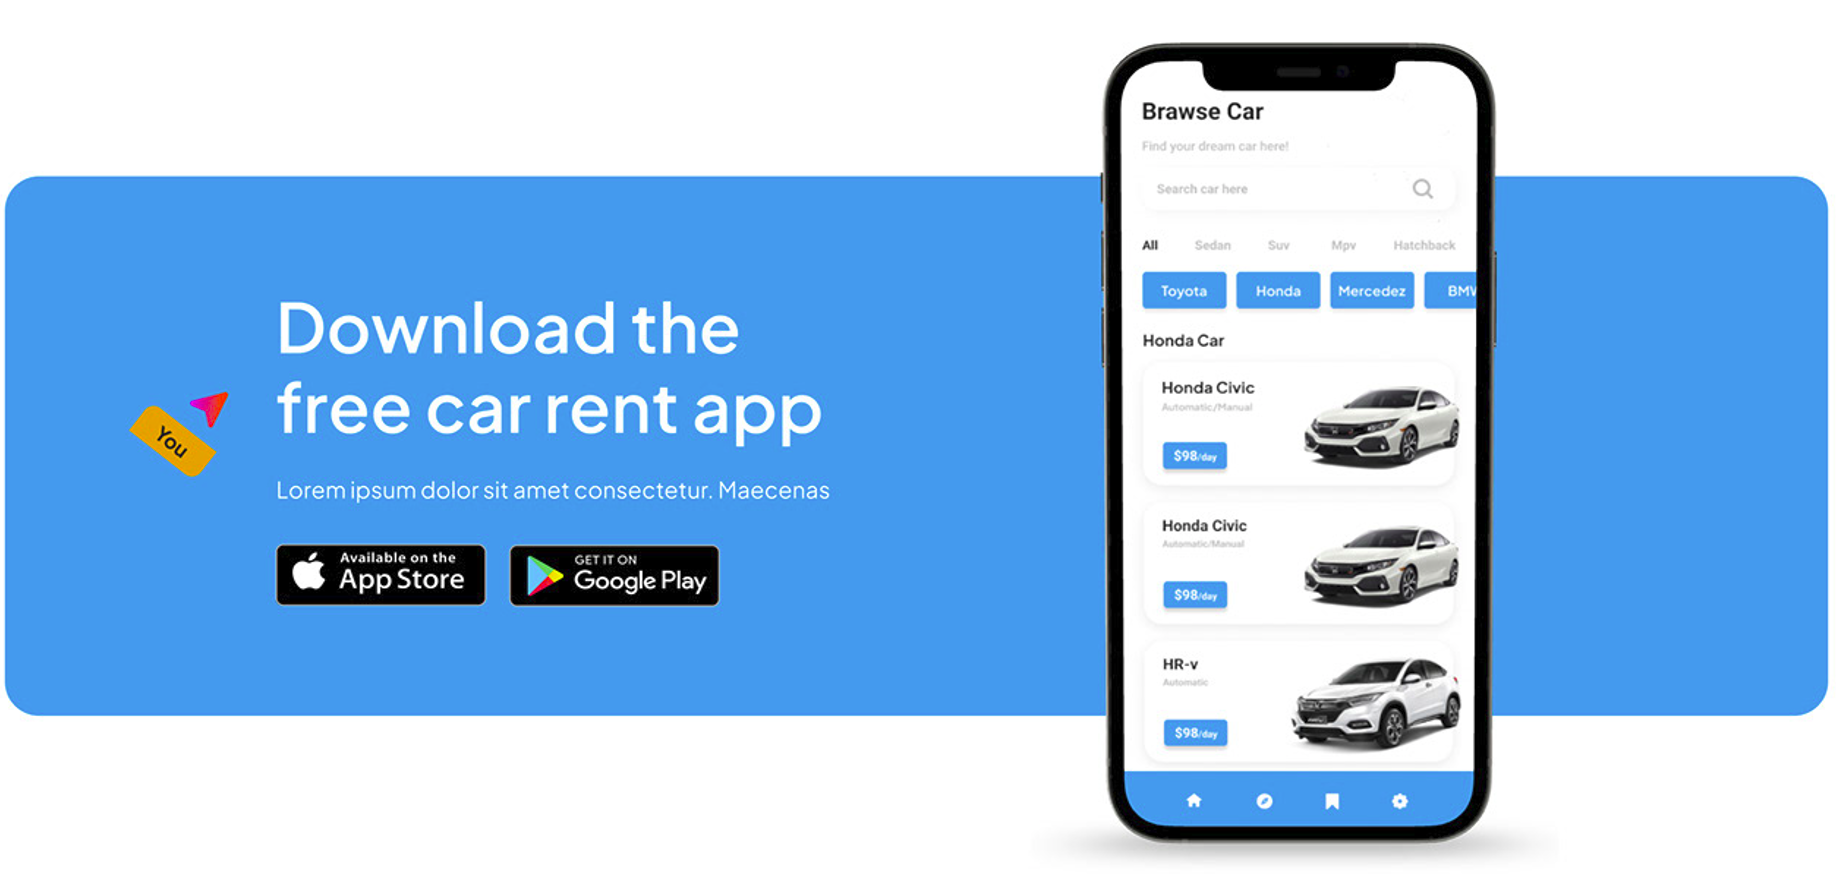 Download the
free car rent app
You
Lorem ipsum dolor sit amet consectetur. Maecenas
Available on the
App Store
GET IT ON
Google Play
Brawse Car
Find your dream car here!
Search car here
All Sedan Suv Mpv Hatchback
Toyota Honda Mercedez BMW
Honda Car
Honda Civic
Automatic/Manual
$98/day
Honda Civic
Automatic/Manual
$98/day
HR-v
Automatic
$98/day